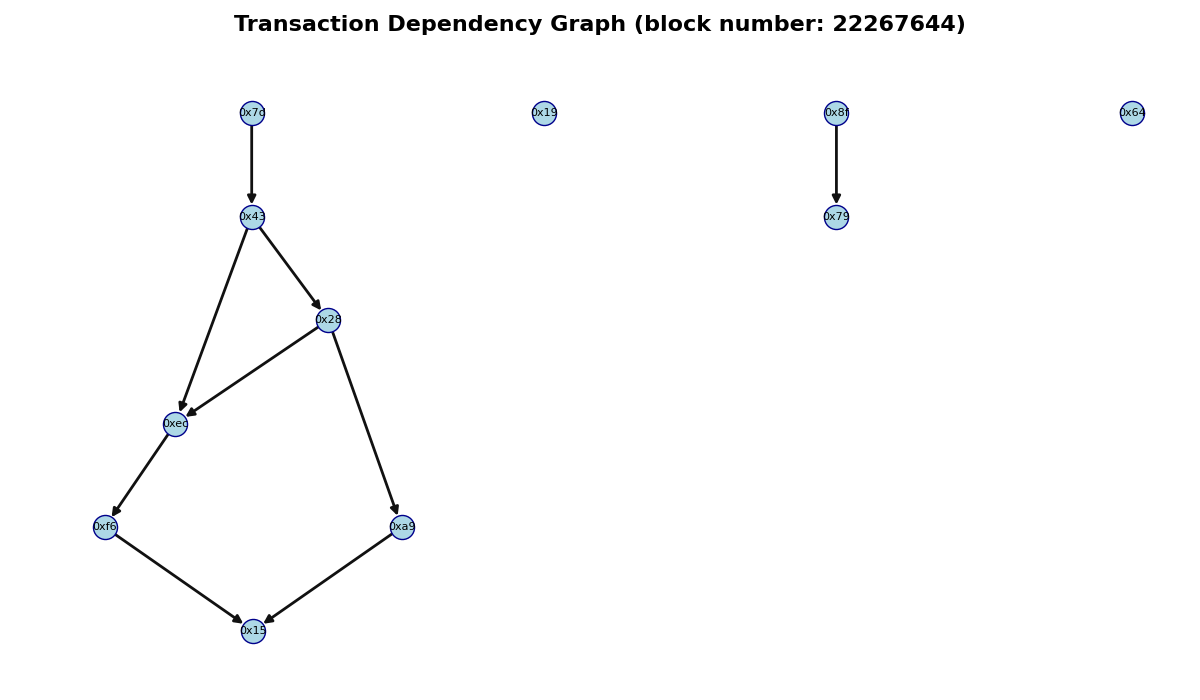 Transaction Dependency Graph (block number: 22267644)
0x7d
0x19
0x8f
0x64
0x43
0x79
0x28
0xec
0xf6
0xa9
0x15